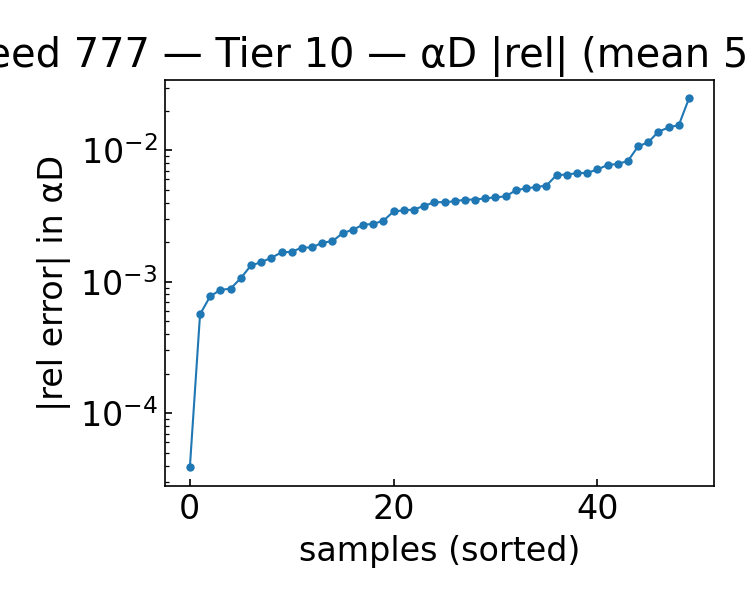 eed 777 — Tier 10 — αD |rel| (mean 5
10⁻²
10⁻³
10⁻⁴
|rel error| in αD
0 20 40
samples (sorted)